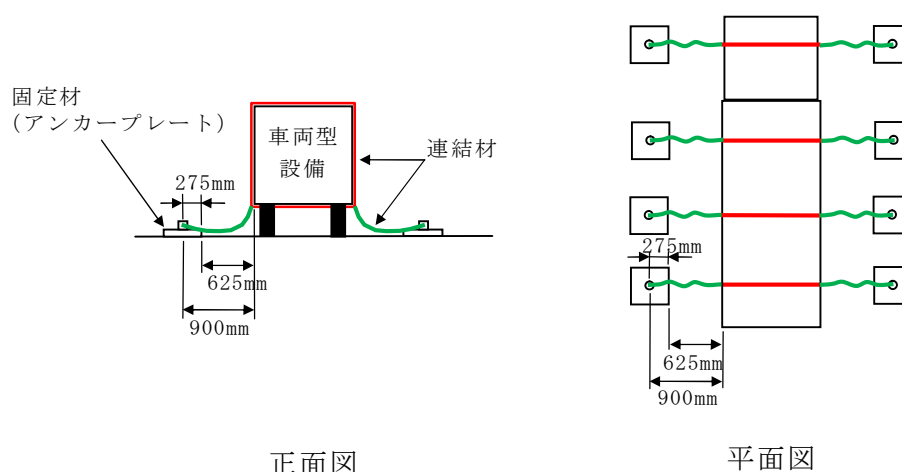 固定材
(アンカープレート)
275mm
車両型
設備
連結材
625mm
900mm
正面図
275mm
625mm
900mm
平面図